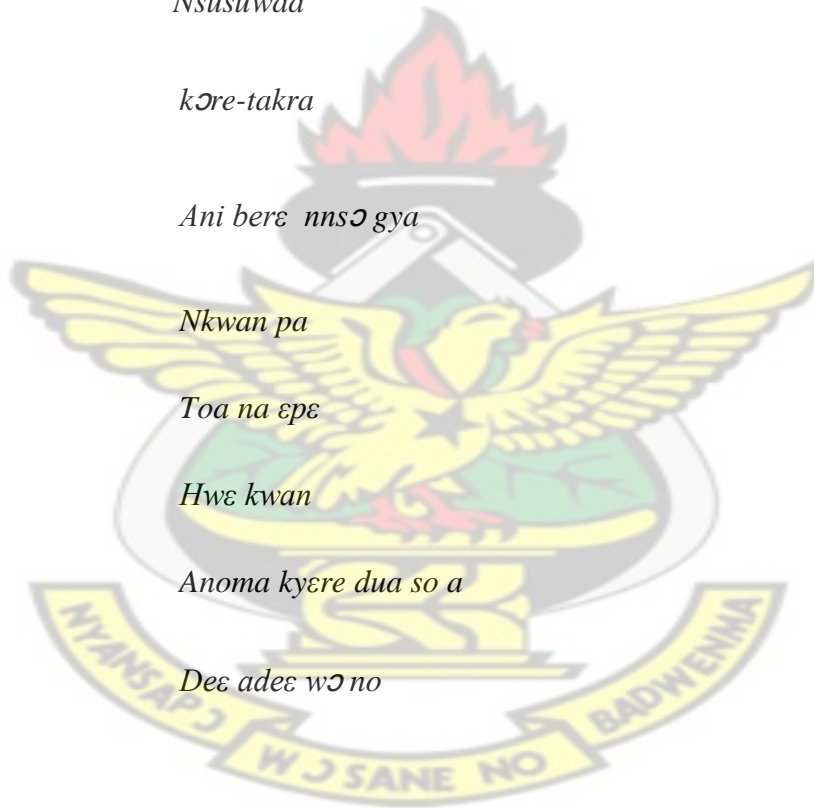 Nsusuwaa
kɔre-takra
Ani berɛ nnsɔ gya
Nkwan pa
Toa na ɛpɛ
Hwɛ kwan
Anoma kyɛre dua so a
Deɛ adeɛ wɔ no
NYANSAPƆ WƆSANE NO BADWENMA